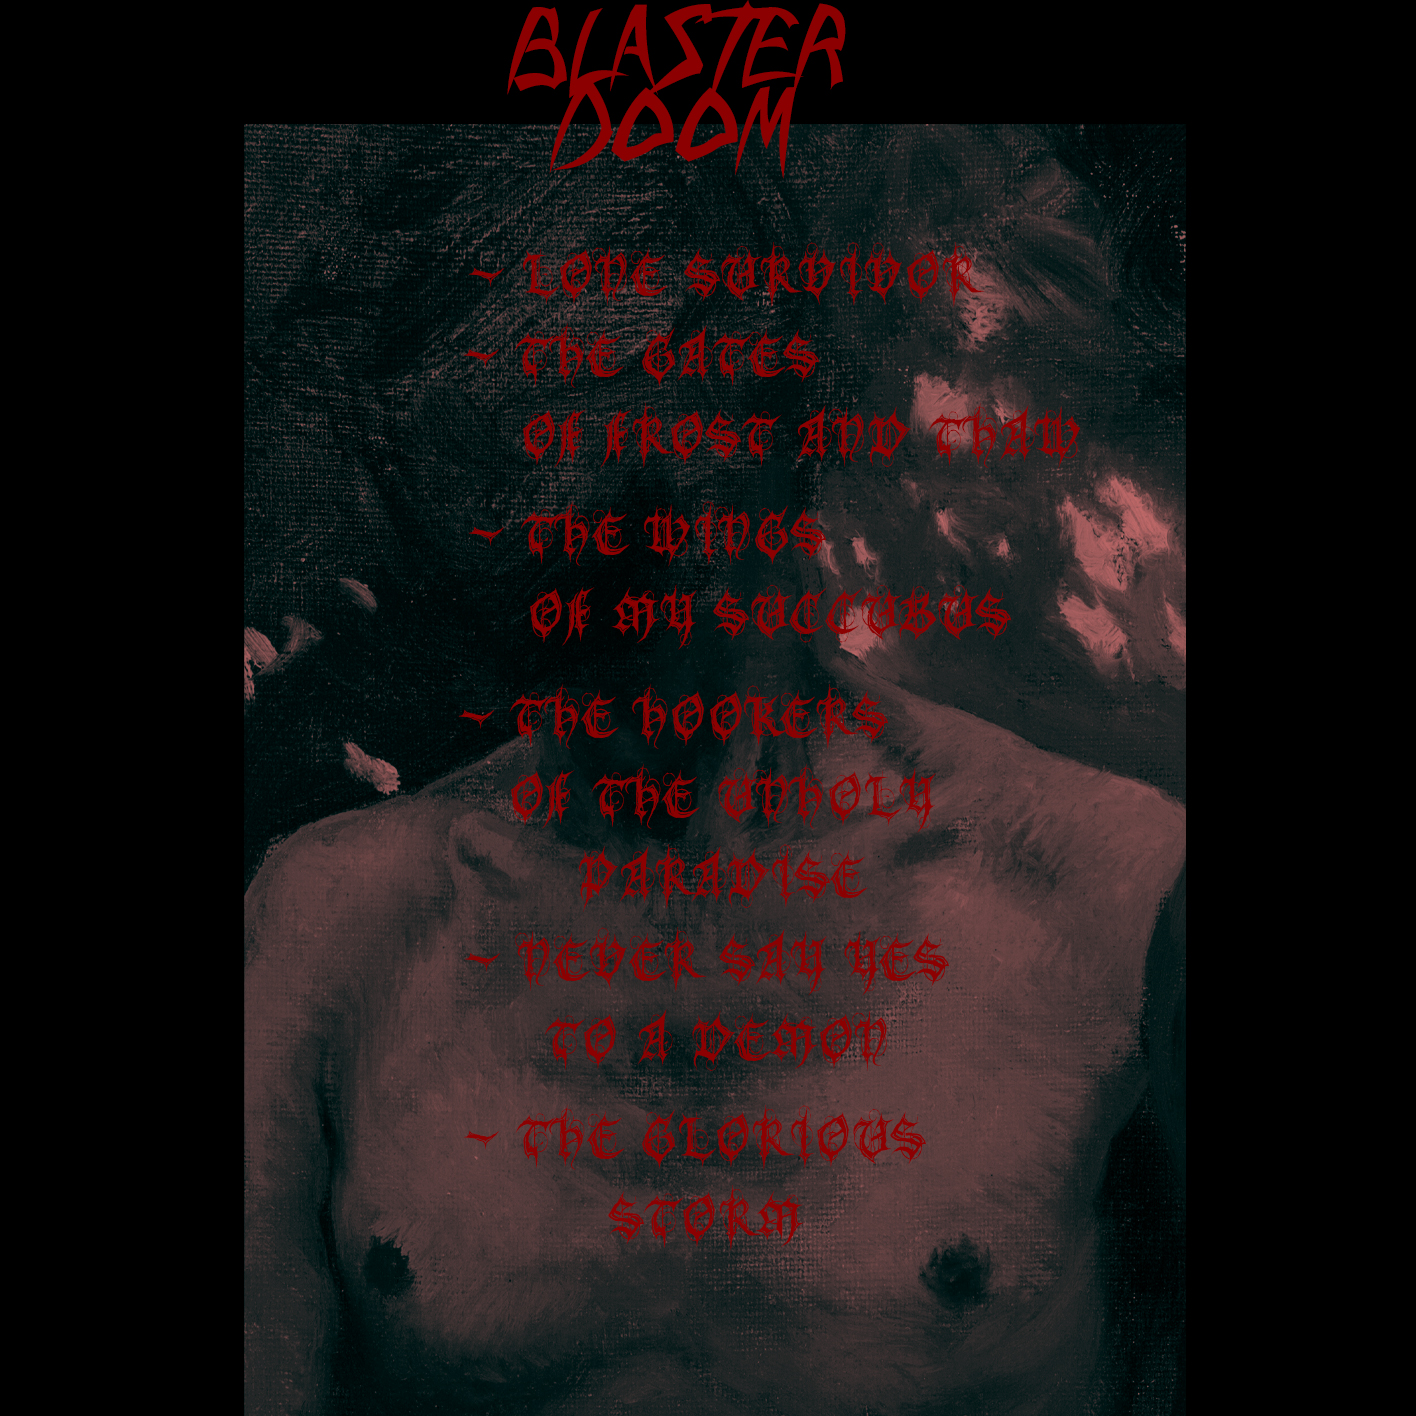 BLASTER
DOOM
~ LOVE SURVIVOR
~ THE GATES
OF FROST AND THAW
~ THE WINGS
OF MY SUCCUBUS
~ THE HOOKERS
OF THE UNHOLY
PARADISE
~ NEVER SAY YES
TO A DEMON
~ THE GLORIOUS
STORM